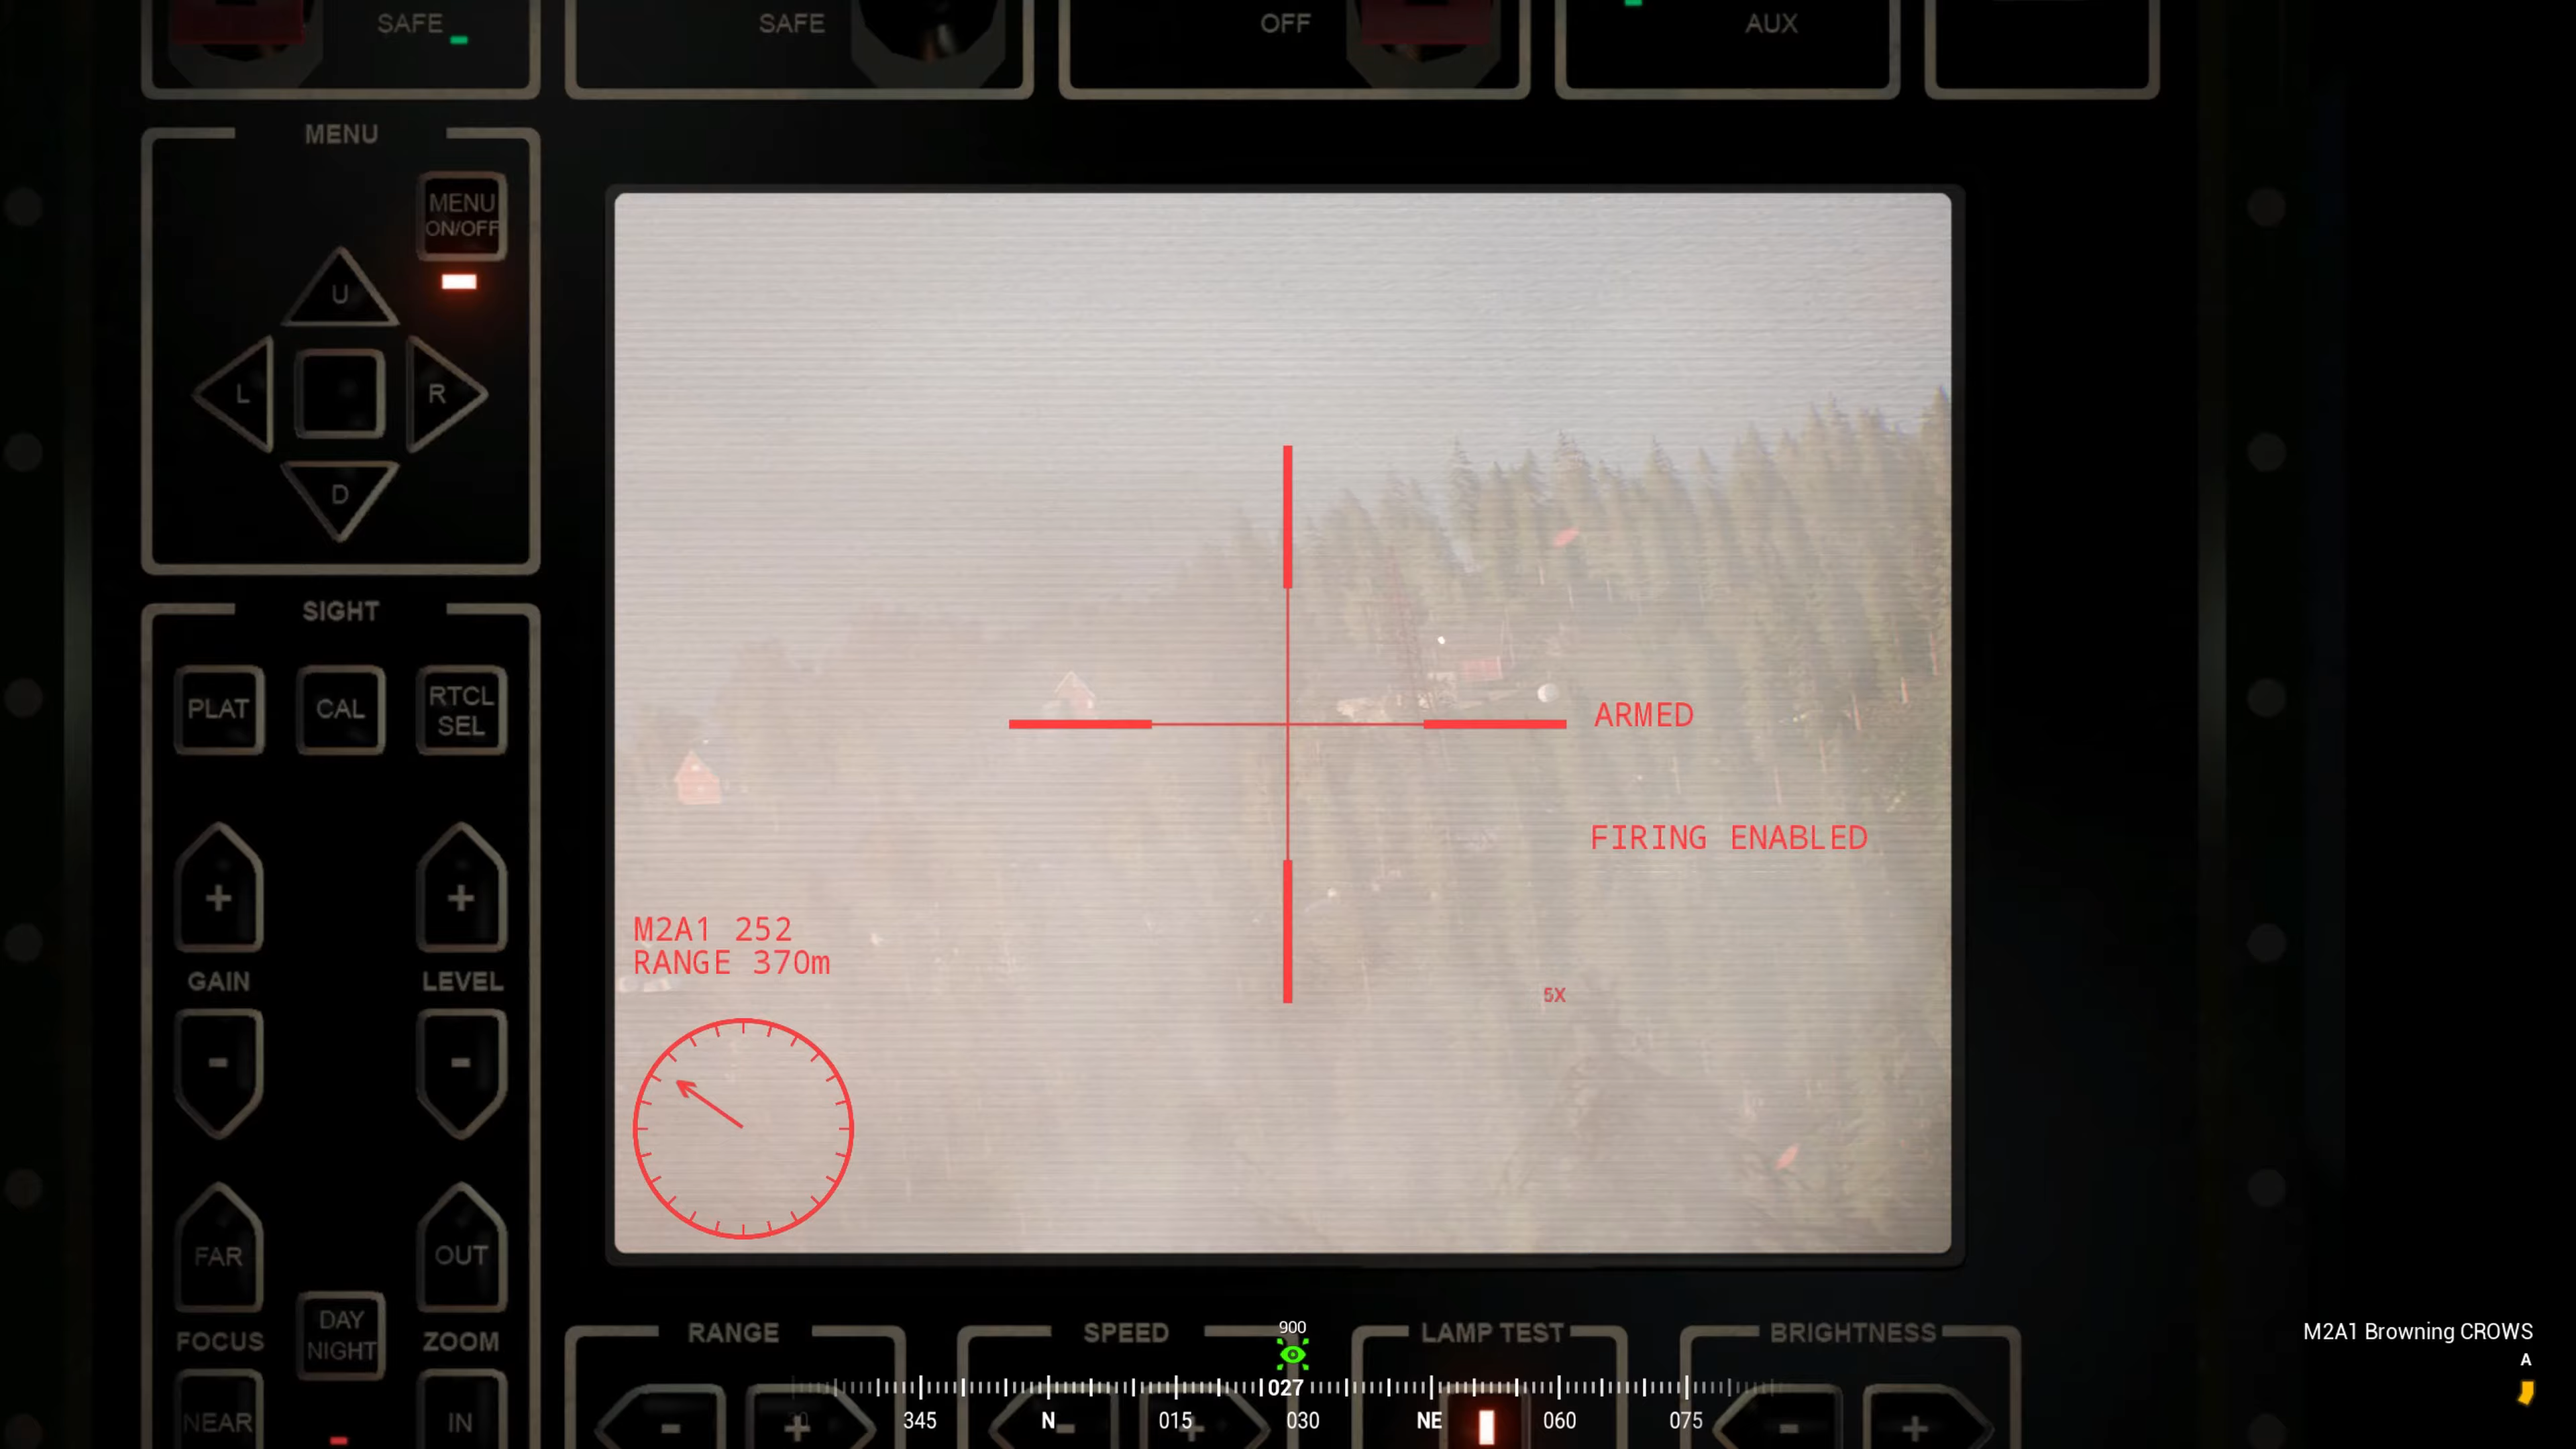 SAFE
SAFE
OFF
AUX
MENU
MENU
ON/OFF
U
L
R
D
SIGHT
PLAT
CAL
RTCL
SEL
ARMED
FIRING ENABLED
+
+
M2A1 252
RANGE 370m
GAIN
LEVEL
5X
-
-
FAR
OUT
DAY
NIGHT
FOCUS
ZOOM
NEAR
IN
RANGE
SPEED
900
LAMP TEST
BRIGHTNESS
M2A1 Browning CROWS
A
027
- + - + - +
345 N 015 030 NE 060 075